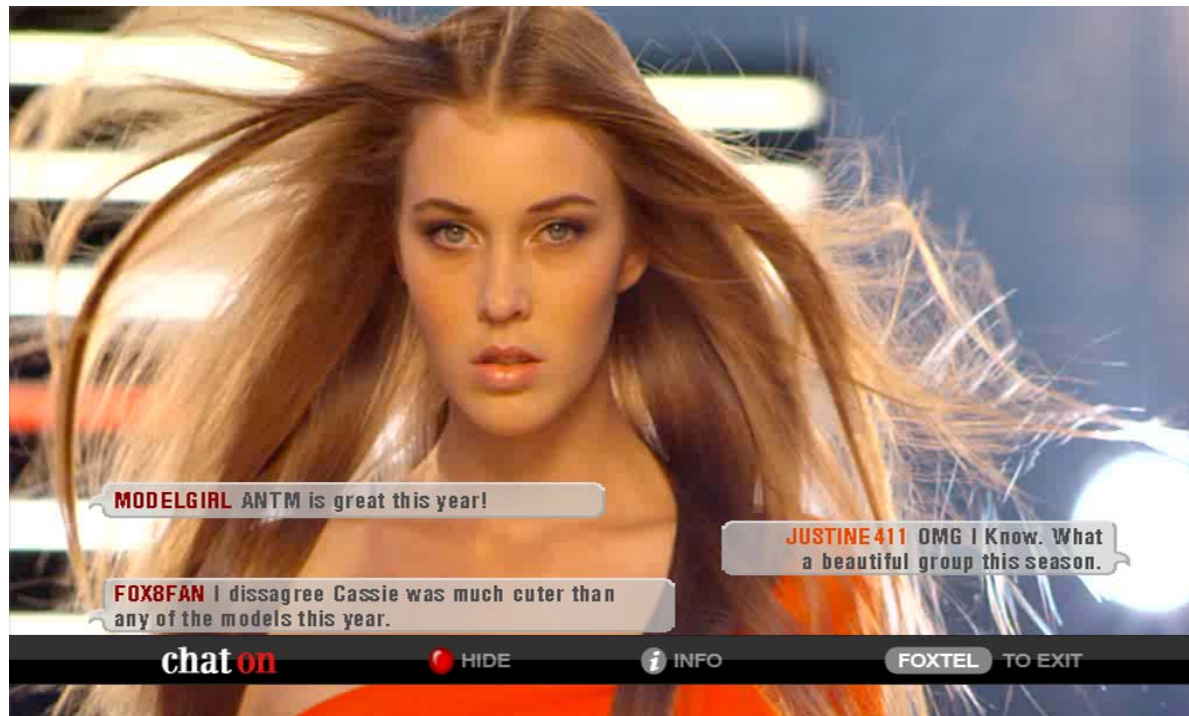 MODELGIRL ANTM is great this year!
JUSTINE411 OMG I Know. What
a beautiful group this season.
FOX8FAN I dissagree Cassie was much cuter than
any of the models this year.
chat on
HIDE
i INFO
FOXTEL TO EXIT